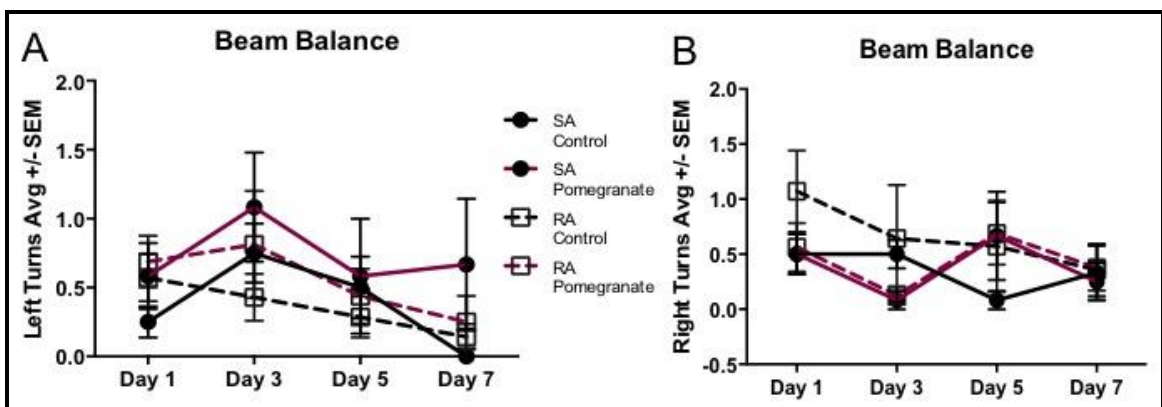 A
Beam Balance
Left Turns Avg +/- SEM
2.0
1.5
1.0
0.5
0.0
Day 1 Day 3 Day 5 Day 7
SA
Control
SA
Pomegranate
RA
Control
RA
Pomegranate
B
Beam Balance
Right Turns Avg +/- SEM
2.0
1.5
1.0
0.5
0.0
-0.5
Day 1 Day 3 Day 5 Day 7